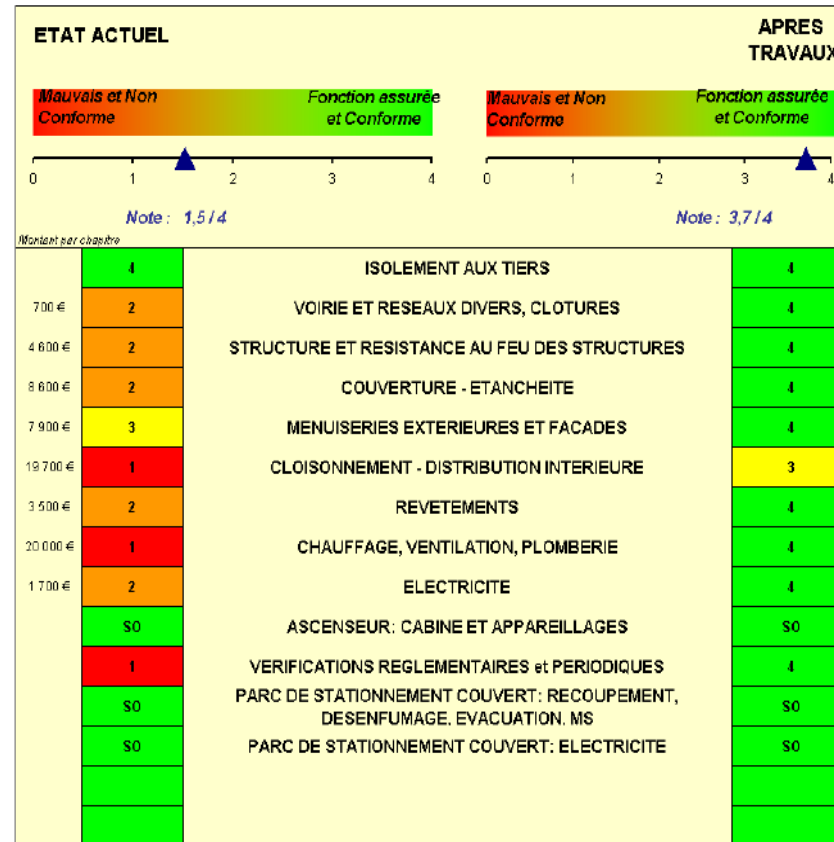 ETAT ACTUEL
APRES
TRAVAUX
Mauvais et Non
Conforme
Fonction assurée
et Conforme
Mauvais et Non
Conforme
Fonction assurée
et Conforme
0 1 2 3 4
0 1 2 3 4
Note : 1,5 / 4
Note : 3,7 / 4
Montant par chapitre
4 ISOLEMENT AUX TIERS 4
700 € 2 VOIRIE ET RESEAUX DIVERS, CLOTURES 4
4 600 € 2 STRUCTURE ET RESISTANCE AU FEU DES STRUCTURES 4
8 600 € 2 COUVERTURE - ETANCHEITE 4
7 900 € 3 MENUISERIES EXTERIEURES ET FACADES 4
19 700 € 1 CLOISONNEMENT - DISTRIBUTION INTERIEURE 3
3 500 € 2 REVETEMENTS 4
20 000 € 1 CHAUFFAGE, VENTILATION, PLOMBERIE 4
1 700 € 2 ELECTRICITE 4
SO ASCENSEUR: CABINE ET APPAREILLAGES SO
1 VERIFICATIONS REGLEMENTAIRES et PERIODIQUES 4
SO PARC DE STATIONNEMENT COUVERT: RECOUPEMENT, SO
DESENFUMAGE, EVACUATION, MS
SO PARC DE STATIONNEMENT COUVERT: ELECTRICITE SO